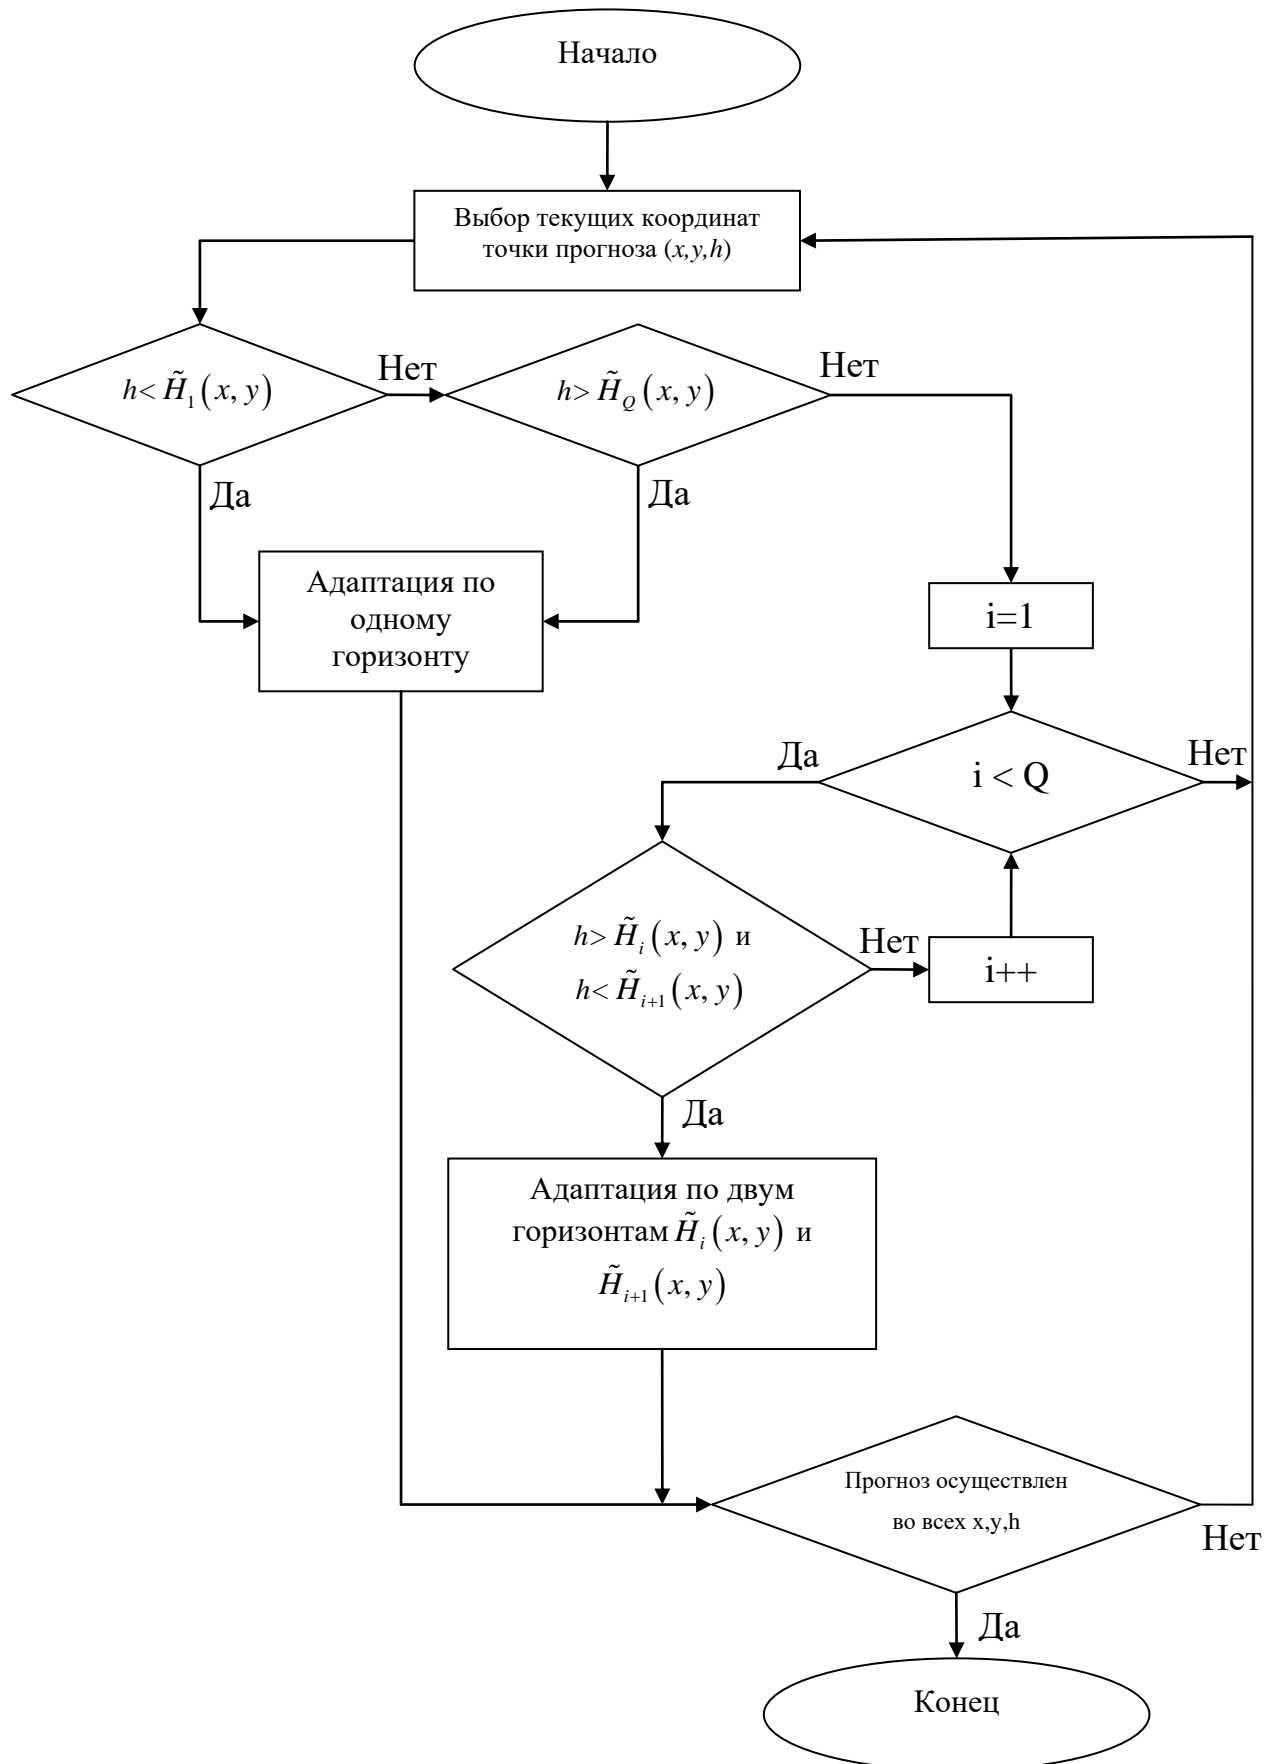 Начало
Выбор текущих координат
точки прогноза (x,y,h)
h< H̃₁(x, y)
Нет
h> H̃_Q(x, y)
Нет
Да
Да
Адаптация по
одному
горизонту
i=1
Да
i < Q
Нет
h> H̃ᵢ(x, y) и
h< H̃ᵢ₊₁(x, y)
Нет
i++
Да
Адаптация по двум
горизонтам H̃ᵢ(x, y) и
H̃ᵢ₊₁(x, y)
Прогноз осуществлен
во всех x,y,h
Нет
Да
Конец